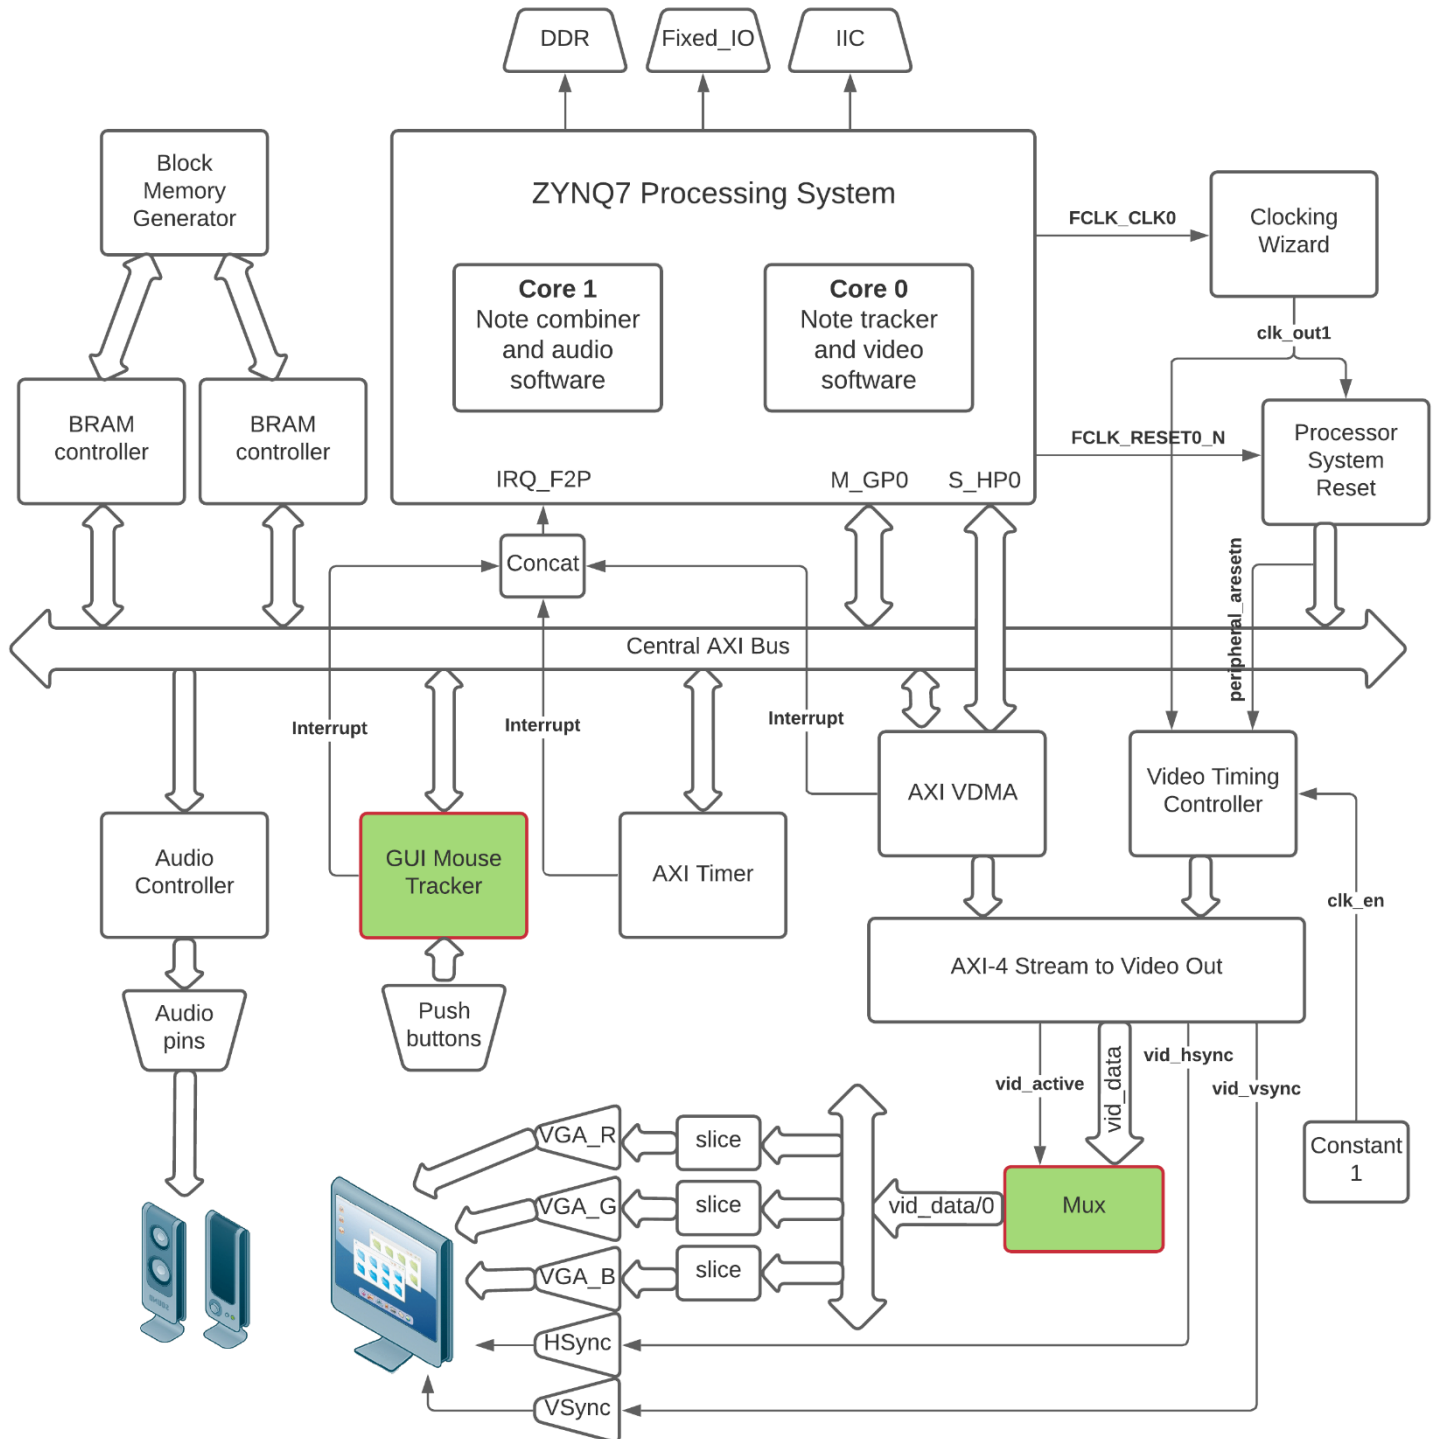 DDR
Fixed_IO
IIC
Block
Memory
Generator
ZYNQ7 Processing System
FCLK_CLK0
Clocking
Wizard
Core 1
Note combiner
and audio
software
Core 0
Note tracker
and video
software
clk_out1
BRAM
controller
BRAM
controller
FCLK_RESET0_N
Processor
System
Reset
IRQ_F2P
M_GP0
S_HP0
Concat
peripheral_aresetn
Central AXI Bus
Interrupt
Interrupt
Interrupt
AXI VDMA
Video Timing
Controller
Audio
Controller
GUI Mouse
Tracker
AXI Timer
clk_en
AXI-4 Stream to Video Out
Audio
pins
Push
buttons
vid_active
vid_data
vid_hsync
vid_vsync
VGA_R
slice
Constant
1
VGA_G
slice
vid_data/0
Mux
VGA_B
slice
HSync
VSync